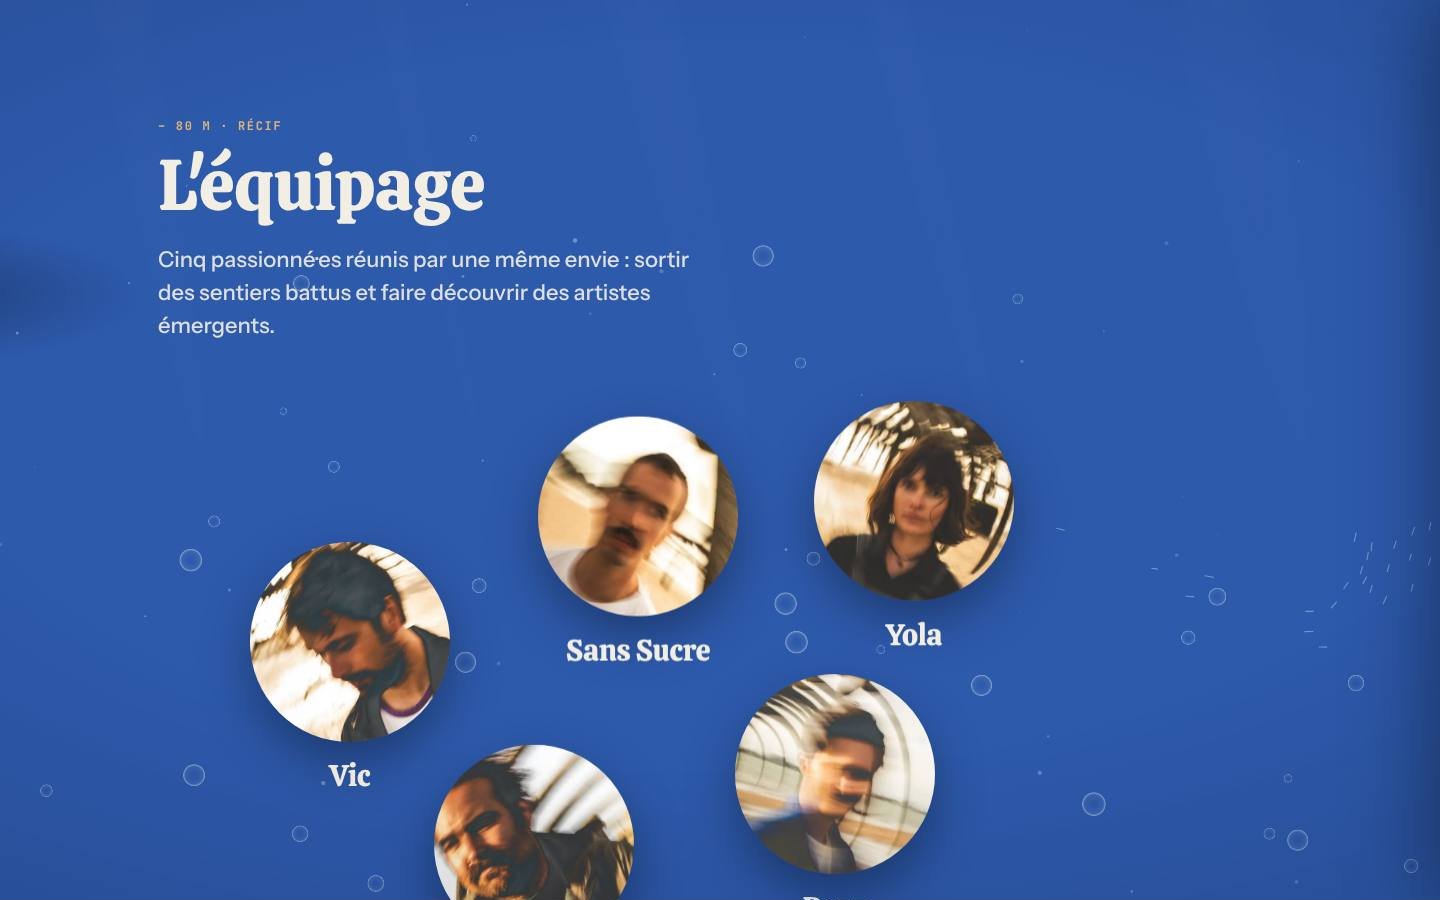 – 80 M · RÉCIF
L'équipage
Cinq passionné·es réunis par une même envie : sortir
des sentiers battus et faire découvrir des artistes
émergents.
Sans Sucre
Yola
Vic